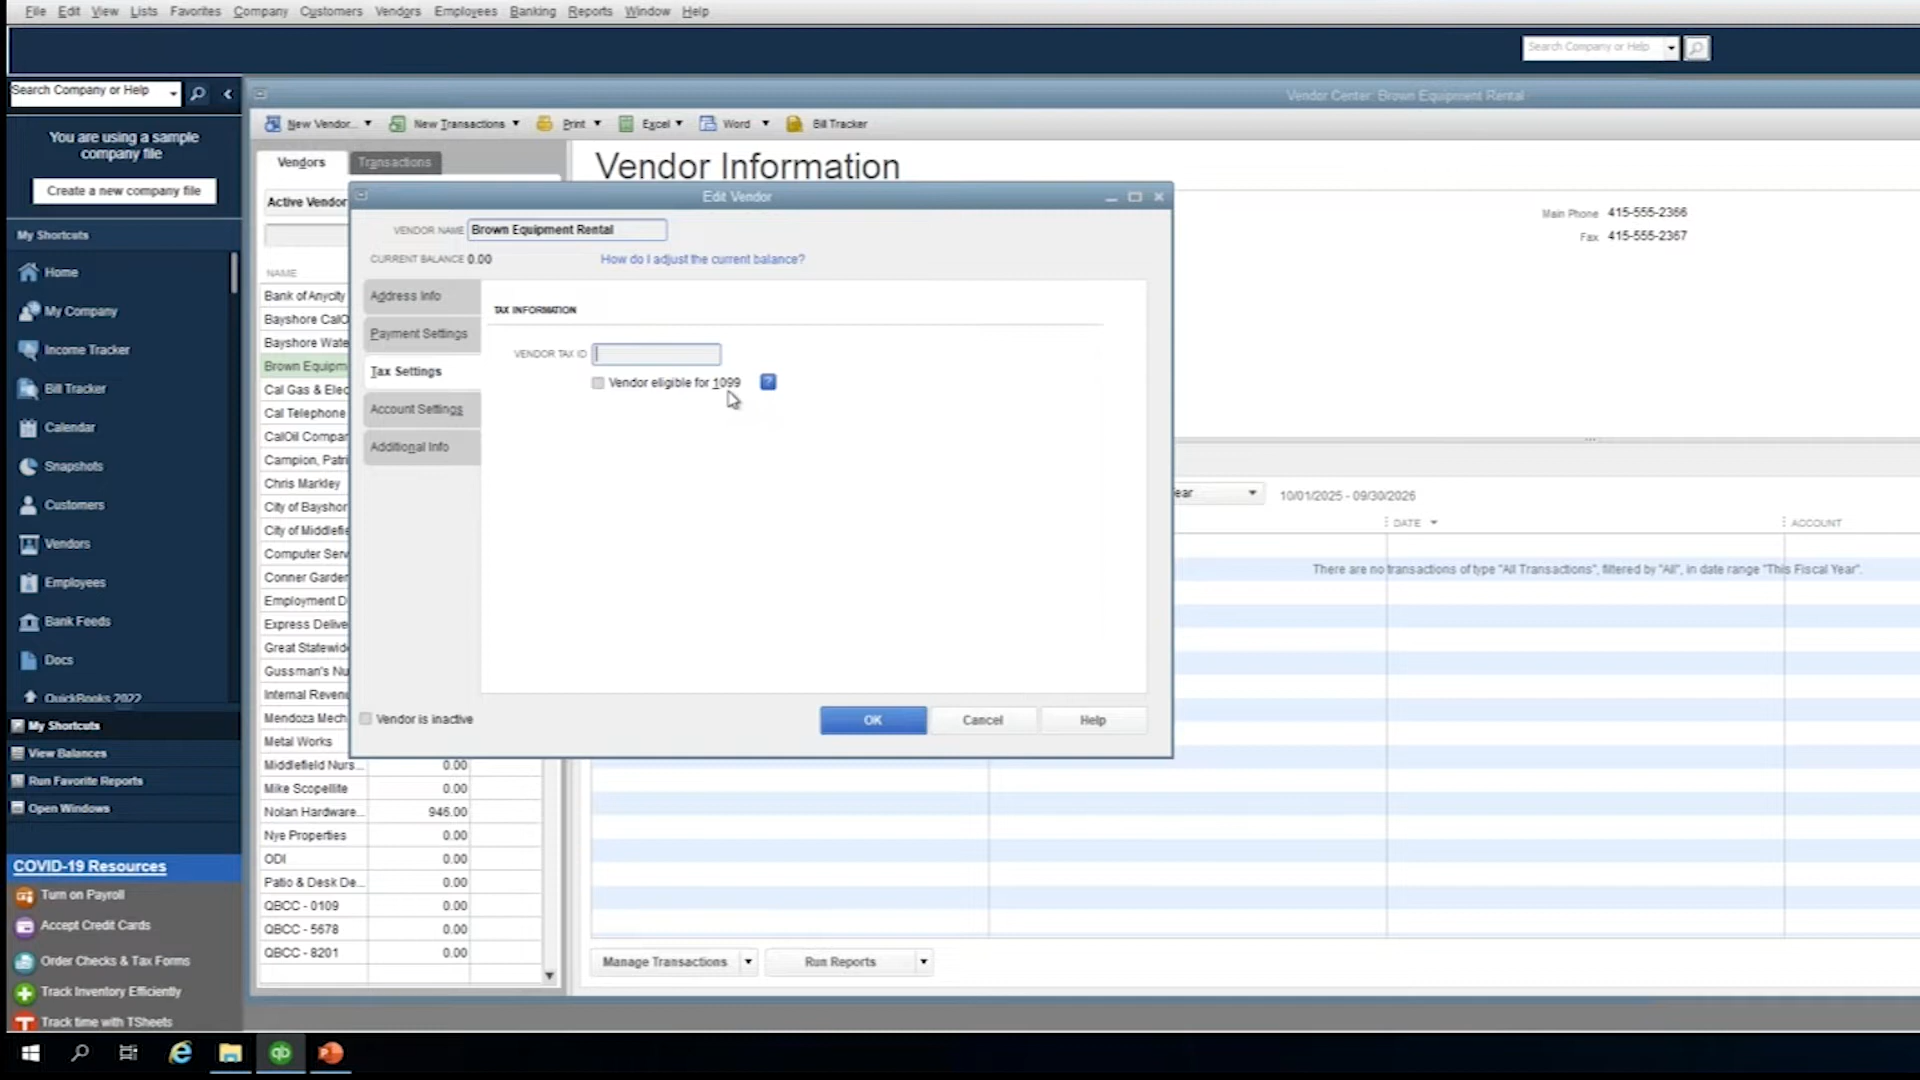 File Edit View Lists Favorites Company Customers Vendors Employees Banking Reports Window Help
Search Company or Help
Search Company or Help
Vendor Center: Brown Equipment Rental
You are using a sample
company file
Create a new company file
My Shortcuts
Home
My Company
Income Tracker
Bill Tracker
Calendar
Snapshots
Customers
Vendors
Employees
Bank Feeds
Docs
QuickBooks 2022
My Shortcuts
View Balances
Run Favorite Reports
Open Windows
COVID-19 Resources
Turn on Payroll
Accept Credit Cards
Order Checks & Tax Forms
Track Inventory Efficiently
Track time with TSheets
New Vendor... New Transactions Print Excel Word Bill Tracker
Vendors Transactions
Active Vendor
NAME
Bank of Anycity
Bayshore CalO
Bayshore Wate
Brown Equipm
Cal Gas & Elec
Cal Telephone
CalOil Compar
Campion, Patri
Chris Markley
City of Bayshor
City of Middlefie
Computer Serv
Conner Garder
Employment D
Express Delive
Great Statewid
Gussman's Nu
Internal Revenu
Mendoza Mech
Metal Works
Middlefield Nurs... 0.00
Mike Scopellite 0.00
Nolan Hardware... 945.00
Nye Properties 0.00
ODI 0.00
Patio & Desk De... 0.00
QBCC - 0109 0.00
QBCC - 5678 0.00
QBCC - 8201 0.00
Vendor Information
Main Phone 415-555-2366
Fax 415-555-2367
Edit Vendor
VENDOR NAME Brown Equipment Rental
CURRENT BALANCE 0.00 How do I adjust the current balance?
Address Info
Payment Settings
Tax Settings
Account Settings
Additional Info
TAX INFORMATION
VENDOR TAX ID
Vendor eligible for 1099 ?
Vendor is inactive
OK Cancel Help
ear 10/01/2025 - 09/30/2026
DATE ACCOUNT
There are no transactions of type "All Transactions", filtered by "All", in date range "This Fiscal Year".
Manage Transactions Run Reports